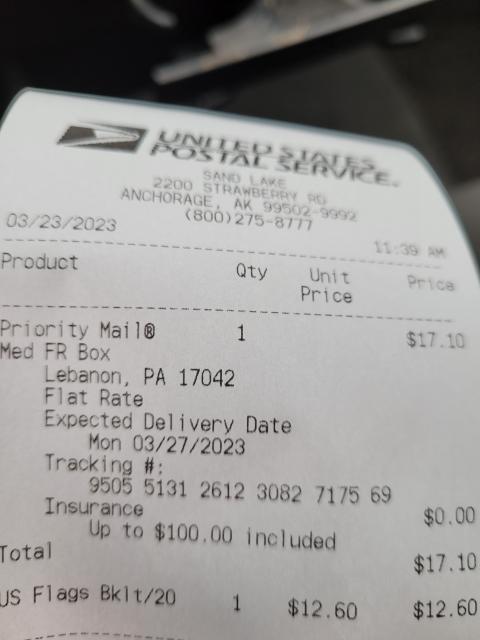 UNITED STATES
POSTAL SERVICE®
SAND LAKE
2200 STRAWBERRY RD
ANCHORAGE, AK 99502-9992
(800)275-8777
03/23/2023 11:39 AM
Product Qty Unit Price
Price
Priority Mail® 1 $17.10
Med FR Box
Lebanon, PA 17042
Flat Rate
Expected Delivery Date
Mon 03/27/2023
Tracking #:
9505 5131 2612 3082 7175 69
Insurance $0.00
Up to $100.00 included
Total $17.10
US Flags Bklt/20 1 $12.60 $12.60